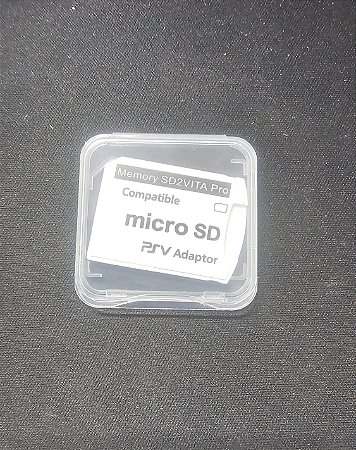 Memory SD2VITA Pro
Compatible
micro SD
PSV Adaptor